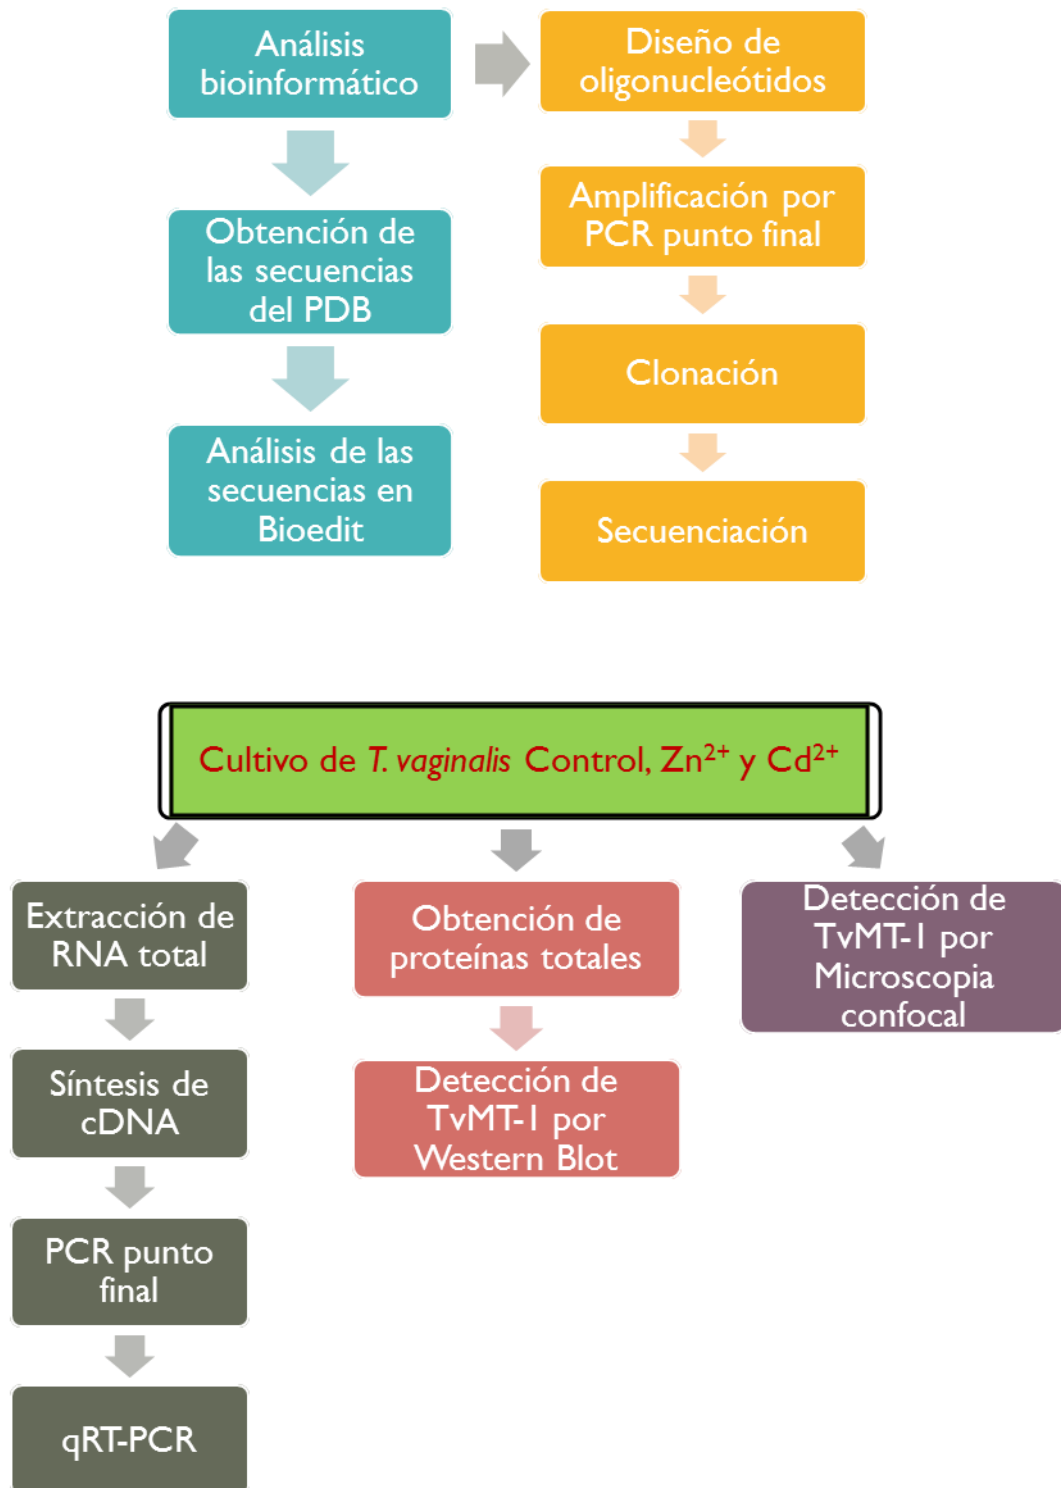 Análisis
bioinformático
Obtención de
las secuencias
del PDB
Análisis de las
secuencias en
Bioedit
Diseño de
oligonucleótidos
Amplificación por
PCR punto final
Clonación
Secuenciación
Cultivo de T. vaginalis Control, Zn²⁺ y Cd²⁺
Extracción de
RNA total
Síntesis de
cDNA
PCR punto
final
qRT-PCR
Obtención de
proteínas totales
Detección de
TvMT-1 por
Western Blot
Detección de
TvMT-1 por
Microscopia
confocal